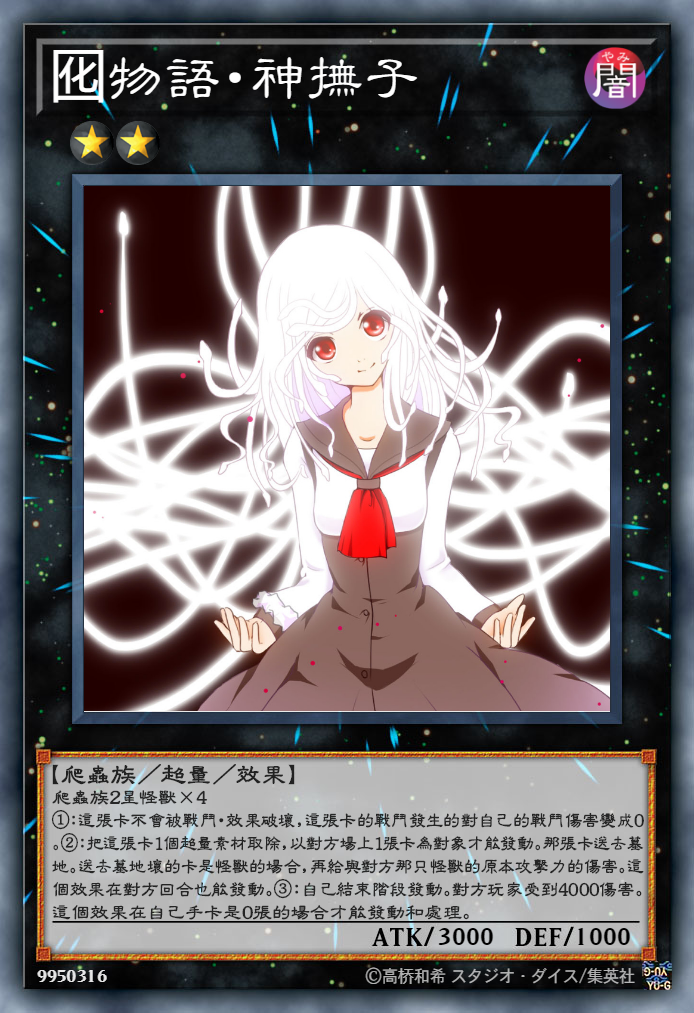 化物語・神撫子
やみ
闇
【爬蟲族／超量／效果】
爬蟲族2星怪獸×4
①:這張卡不會被戰鬥·效果破壞,這張卡的戰鬥發生的對自己的戰鬥傷害變成0
。②:把這張卡1個超量素材取除,以對方場上1張卡為對象才能發動。那張卡送去墓
地。送去墓地壞的卡是怪獸的場合,再給與對方那只怪獸的原本攻擊力的傷害。這
個效果在對方回合也能發動。③:自己結束階段發動。對方玩家受到4000傷害。
這個效果在自己手卡是0張的場合才能發動和處理。
ATK/3000 DEF/1000
9950316
©高桥和希 スタジオ・ダイス/集英社
YU-G
YU-G